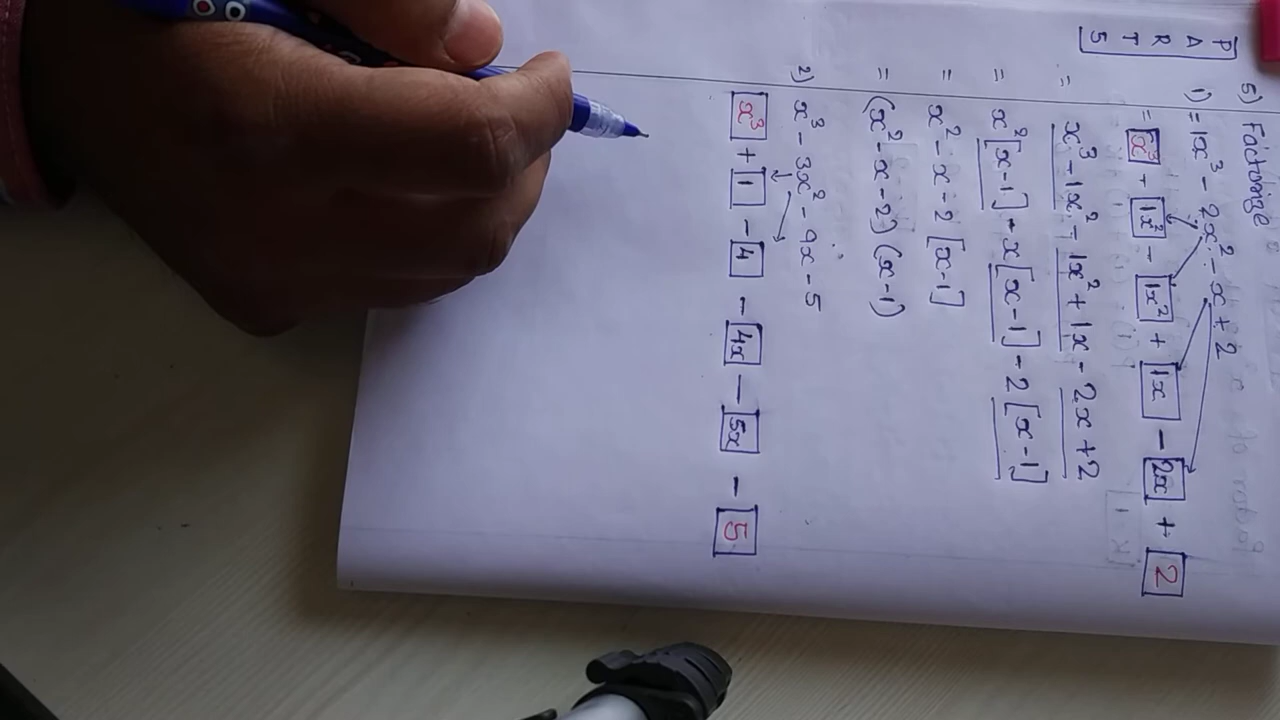 PART 5
5) Factorize
1) = 1x³ - 2x² - x + 2
= x³ + 1x² - 1x² + 1x - 2x + 2
= x³ - 1x² - 1x² + 1x - 2x + 2
= x²[x-1] - x[x-1] - 2[x-1]
= x² - x - 2 [x-1]
= (x² - x - 2) (x - 1)
2) x³ - 3x² - 9x - 5
x³ + 1 - 4 - 4x - 5x - 5